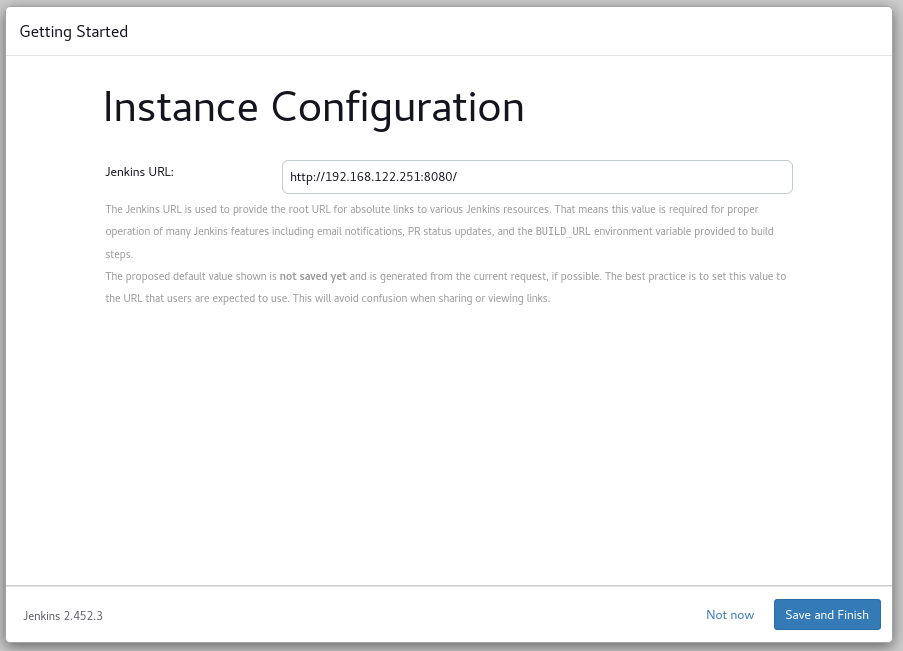 Getting Started
Instance Configuration
Jenkins URL:
http://192.168.122.251:8080/
The Jenkins URL is used to provide the root URL for absolute links to various Jenkins resources. That means this value is required for proper
operation of many Jenkins features including email notifications, PR status updates, and the BUILD_URL environment variable provided to build
steps.
The proposed default value shown is not saved yet and is generated from the current request, if possible. The best practice is to set this value to
the URL that users are expected to use. This will avoid confusion when sharing or viewing links.
Jenkins 2.452.3
Not now
Save and Finish